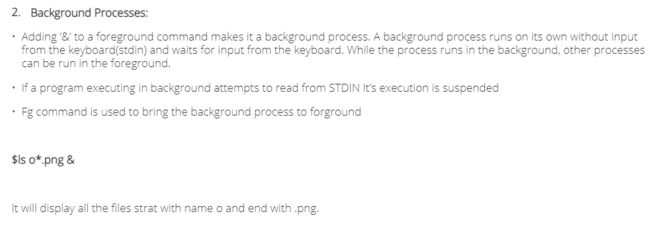 2. Background Processes:
• Adding '&' to a foreground command makes it a background process. A background process runs on its own without input
from the keyboard(stdin) and waits for input from the keyboard. While the process runs in the background, other processes
can be run in the foreground.
• If a program executing in background attempts to read from STDIN It's execution is suspended
• Fg command is used to bring the background process to forground
$ls o*.png &
It will display all the files strat with name o and end with .png.